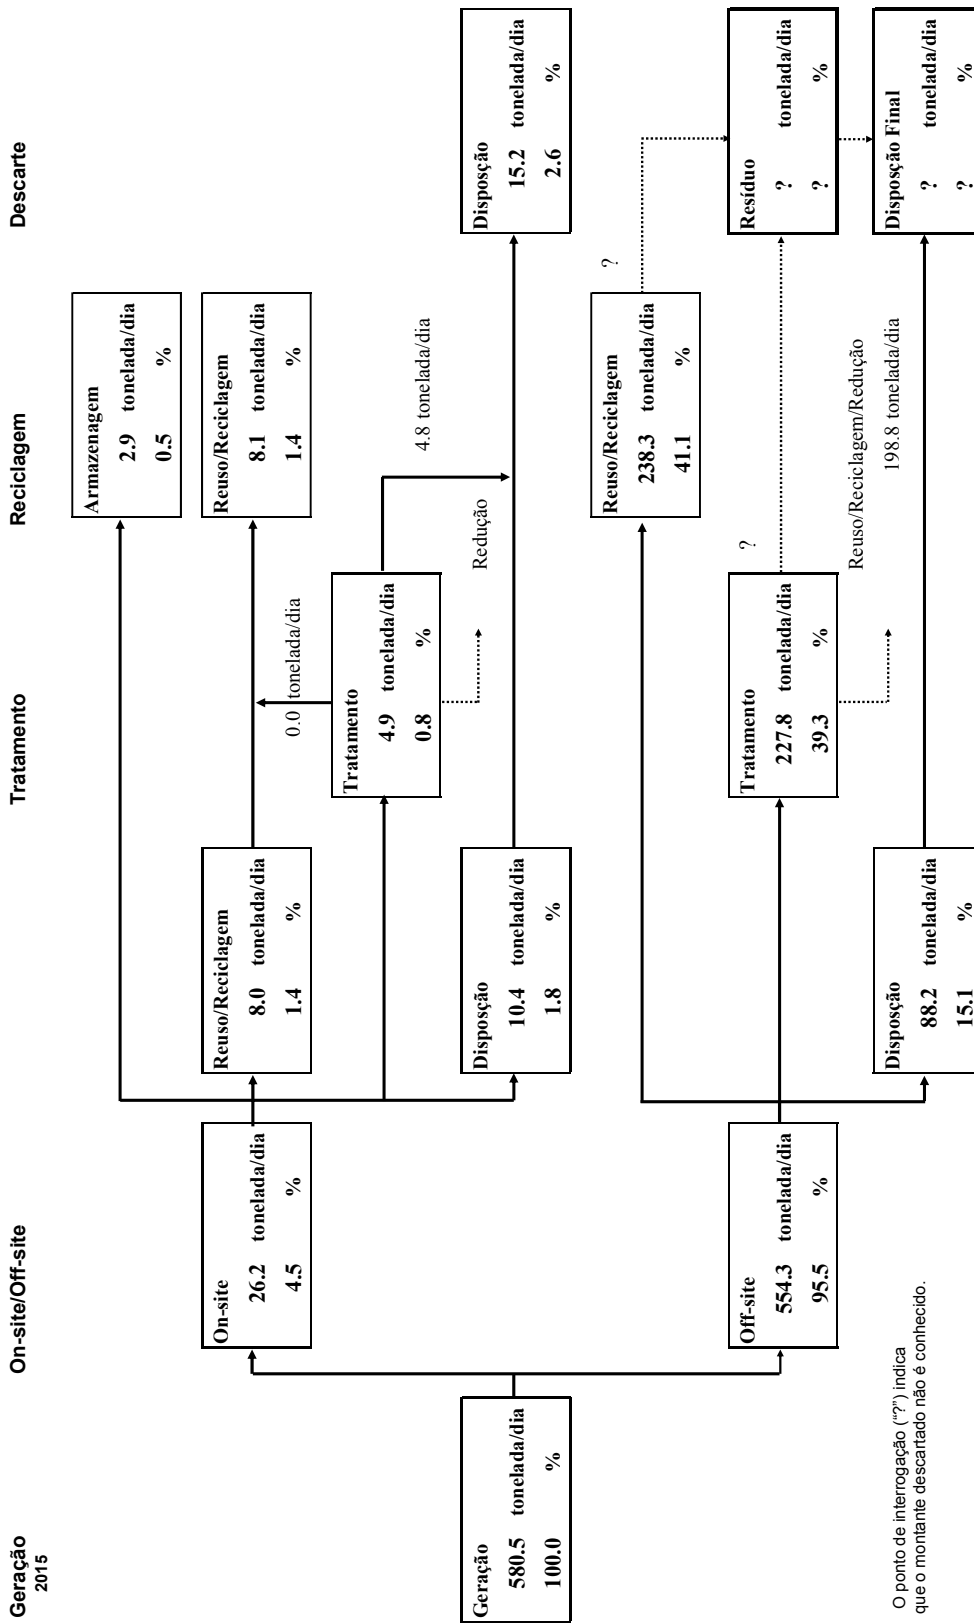 Geração
2015
On-site/Off-site
Tratamento
Reciclagem
Descarte
Geração
580.5 tonelada/dia
100.0 %
On-site
26.2 tonelada/dia
4.5 %
Off-site
554.3 tonelada/dia
95.5 %
Armazenagem
2.9 tonelada/dia
0.5 %
Reuso/Reciclagem
8.0 tonelada/dia
1.4 %
Reuso/Reciclagem
8.1 tonelada/dia
1.4 %
0.0 tonelada/dia
Tratamento
4.9 tonelada/dia
0.8 %
4.8 tonelada/dia
Redução
Disposção
10.4 tonelada/dia
1.8 %
Disposção
15.2 tonelada/dia
2.6 %
Reuso/Reciclagem
238.3 tonelada/dia
41.1 %
?
Tratamento
227.8 tonelada/dia
39.3 %
?
Resíduo
? tonelada/dia
? %
Reuso/Reciclagem/Redução
198.8 tonelada/dia
Disposção
88.2 tonelada/dia
15.1 %
Disposção Final
? tonelada/dia
? %
O ponto de interrogação (“?”) indica
que o montante descartado não é conhecido.